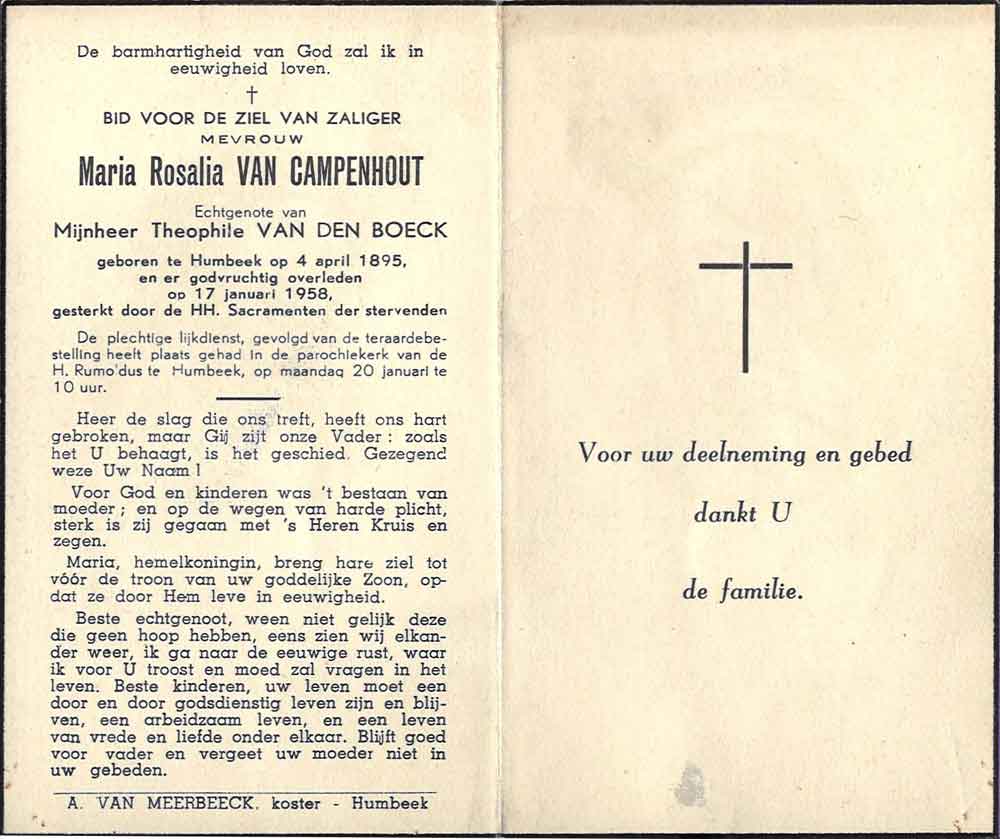 De barmhartigheid van God zal ik in
eeuwigheid loven.
†
BID VOOR DE ZIEL VAN ZALIGER
MEVROUW
Maria Rosalia VAN CAMPENHOUT
Echtgenote van
Mijnheer Theophile VAN DEN BOECK
geboren te Humbeek op 4 april 1895,
en er godvruchtig overleden
op 17 januari 1958,
gesterkt door de HH. Sacramenten der stervenden
De plechtige lijkdienst, gevolgd van de teraardebe-
stelling heeft plaats gehad in de parochiekerk van de
H. Rumo'dus te Humbeek, op maandag 20 januari te
10 uur.
Heer de slag die ons treft, heeft ons hart
gebroken, maar Gij zijt onze Vader : zoals
het U behaagt, is het geschied. Gezegend
weze Uw Naam !
Voor God en kinderen was 't bestaan van
moeder ; en op de wegen van harde plicht,
sterk is zij gegaan met 's Heren Kruis en
zegen.
Maria, hemelkoningin, breng hare ziel tot
vóór de troon van uw goddelijke Zoon, op-
dat ze door Hem leve in eeuwigheid.
Beste echtgenoot, ween niet gelijk deze
die geen hoop hebben, eens zien wij elkan-
der weer, ik ga naar de eeuwige rust, waar
ik voor U troost en moed zal vragen in het
leven. Beste kinderen, uw leven moet een
door en door godsdienstig leven zijn en blij-
ven, een arbeidzaam leven, en een leven
van vrede en liefde onder elkaar. Blijft goed
voor vader en vergeet uw moeder niet in
uw gebeden.
A. VAN MEERBEECK, koster - Humbeek
Voor uw deelneming en gebed
dankt U
de familie.